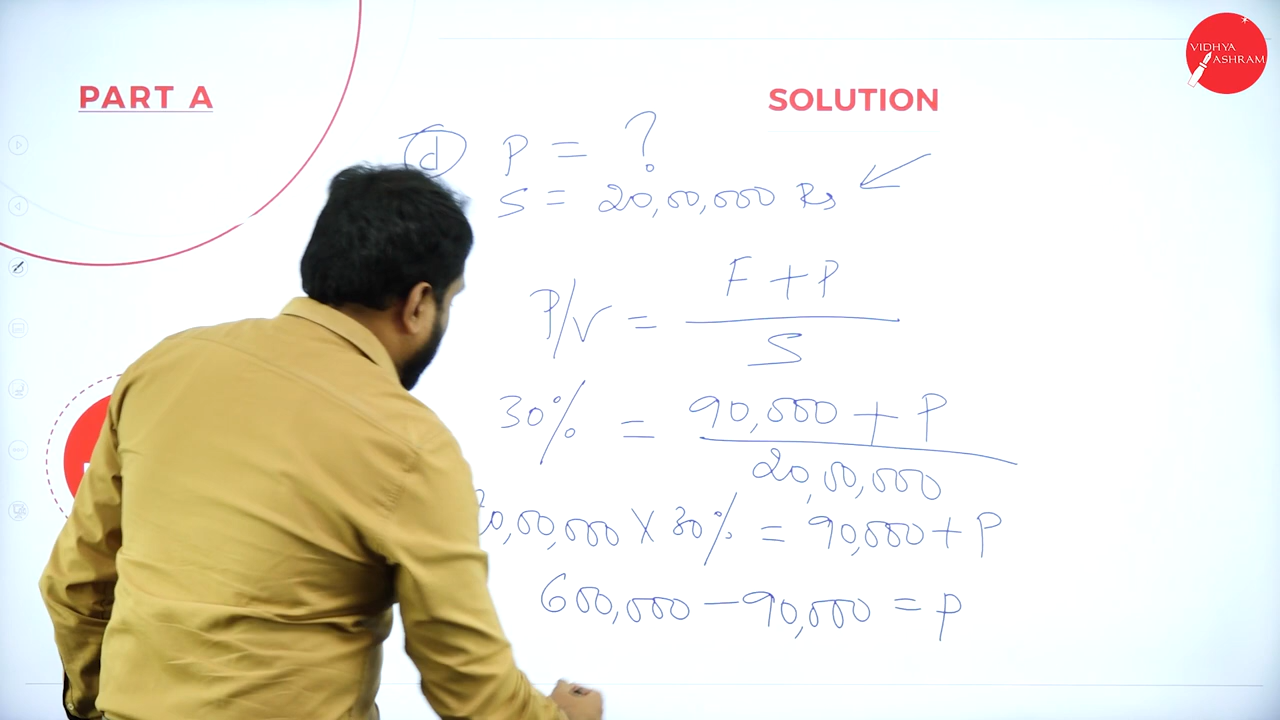 VIDHYA
ASHRAM
PART A
SOLUTION
d P = ?
S = 20,00,000 Rs
P/V = F + P / S
30% = 90,000 + P / 20,00,000
20,00,000 X 30% = 90,000 + P
600,000 - 90,000 = P